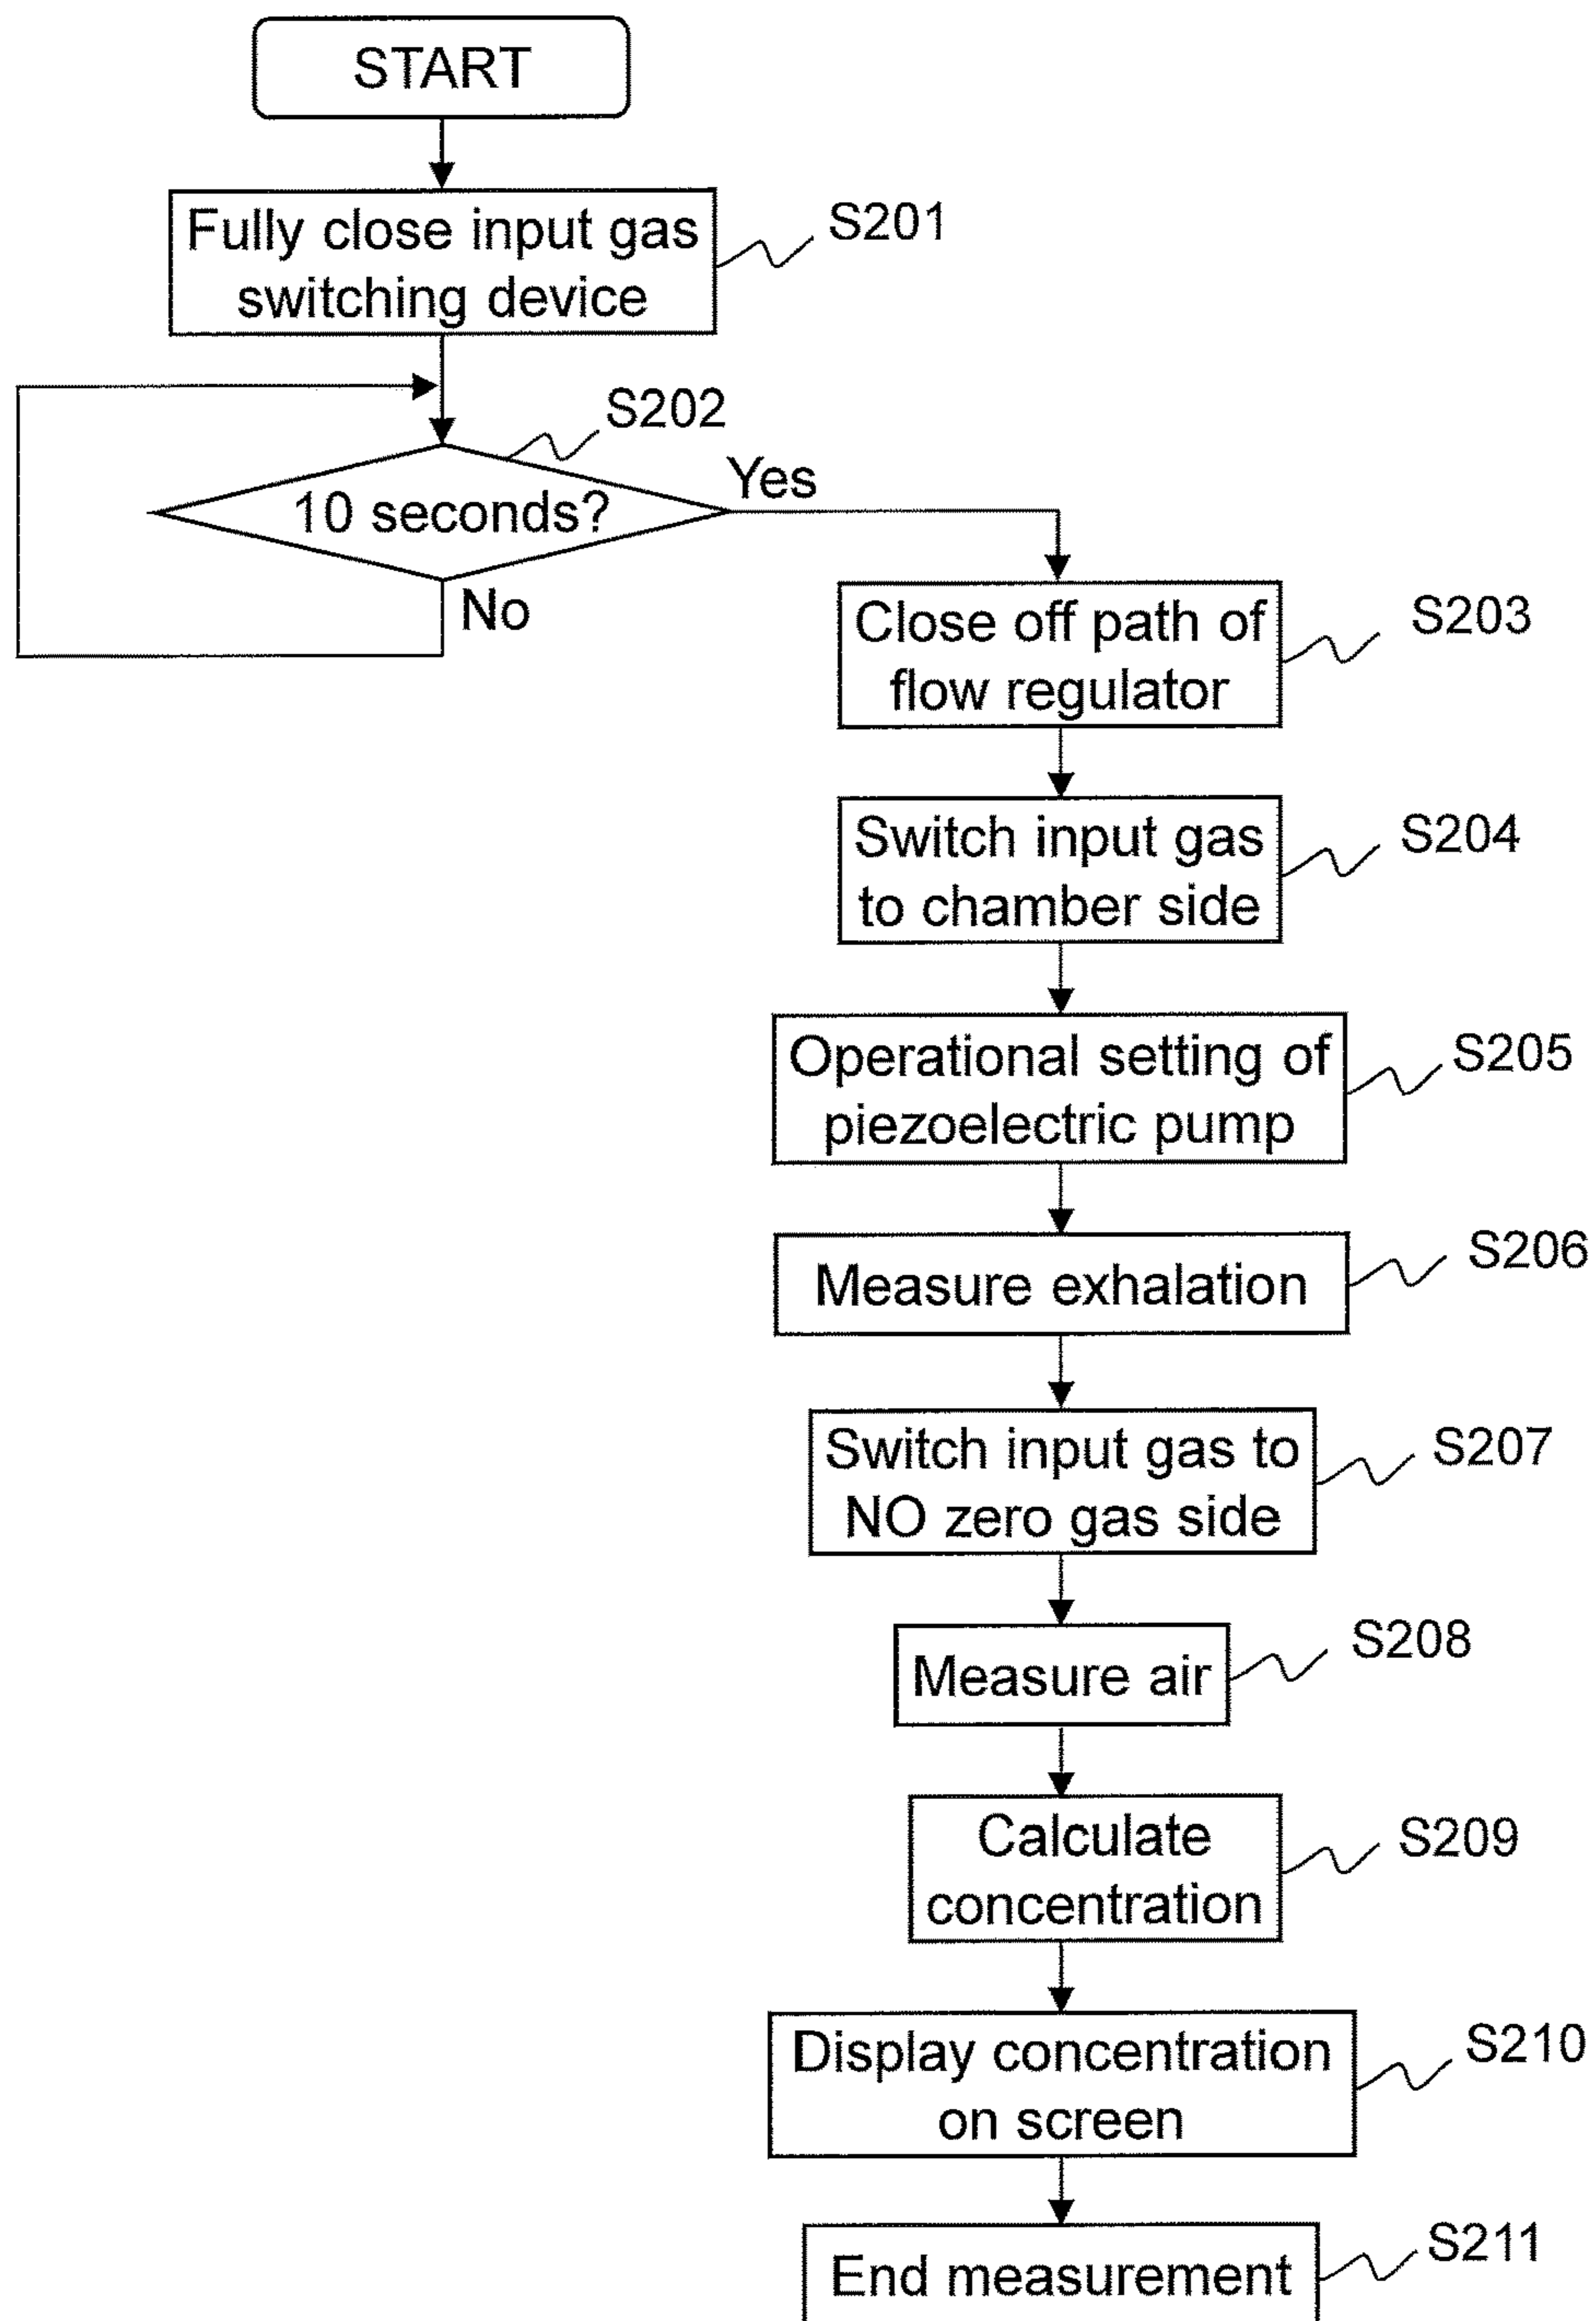 START
Fully close input gas
switching device
S201
S202
10 seconds?
Yes
No
Close off path of
flow regulator
S203
Switch input gas
to chamber side
S204
Operational setting of
piezoelectric pump
S205
Measure exhalation
S206
Switch input gas to
NO zero gas side
S207
Measure air
S208
Calculate
concentration
S209
Display concentration
on screen
S210
End measurement
S211